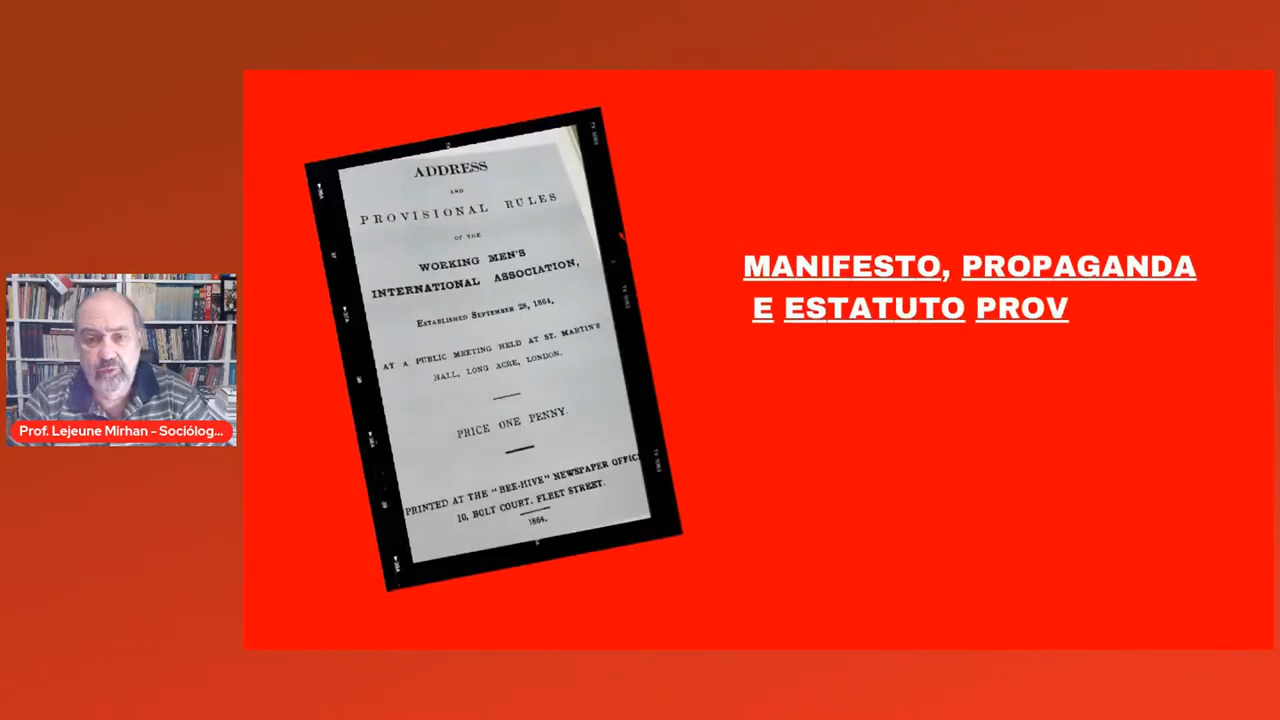 ADDRESS
AND
PROVISIONAL RULES
OF THE
WORKING MEN'S
INTERNATIONAL ASSOCIATION,
ESTABLISHED SEPTEMBER 28, 1864,
AT A PUBLIC MEETING HELD AT ST. MARTIN'S
HALL, LONG ACRE, LONDON.
PRICE ONE PENNY.
PRINTED AT THE "BEE-HIVE" NEWSPAPER OFFIC
10, BOLT COURT, FLEET STREET.
1864.
MANIFESTO, PROPAGANDA
E ESTATUTO PROV
Prof. Lejeune Mirhan - Sociólog...